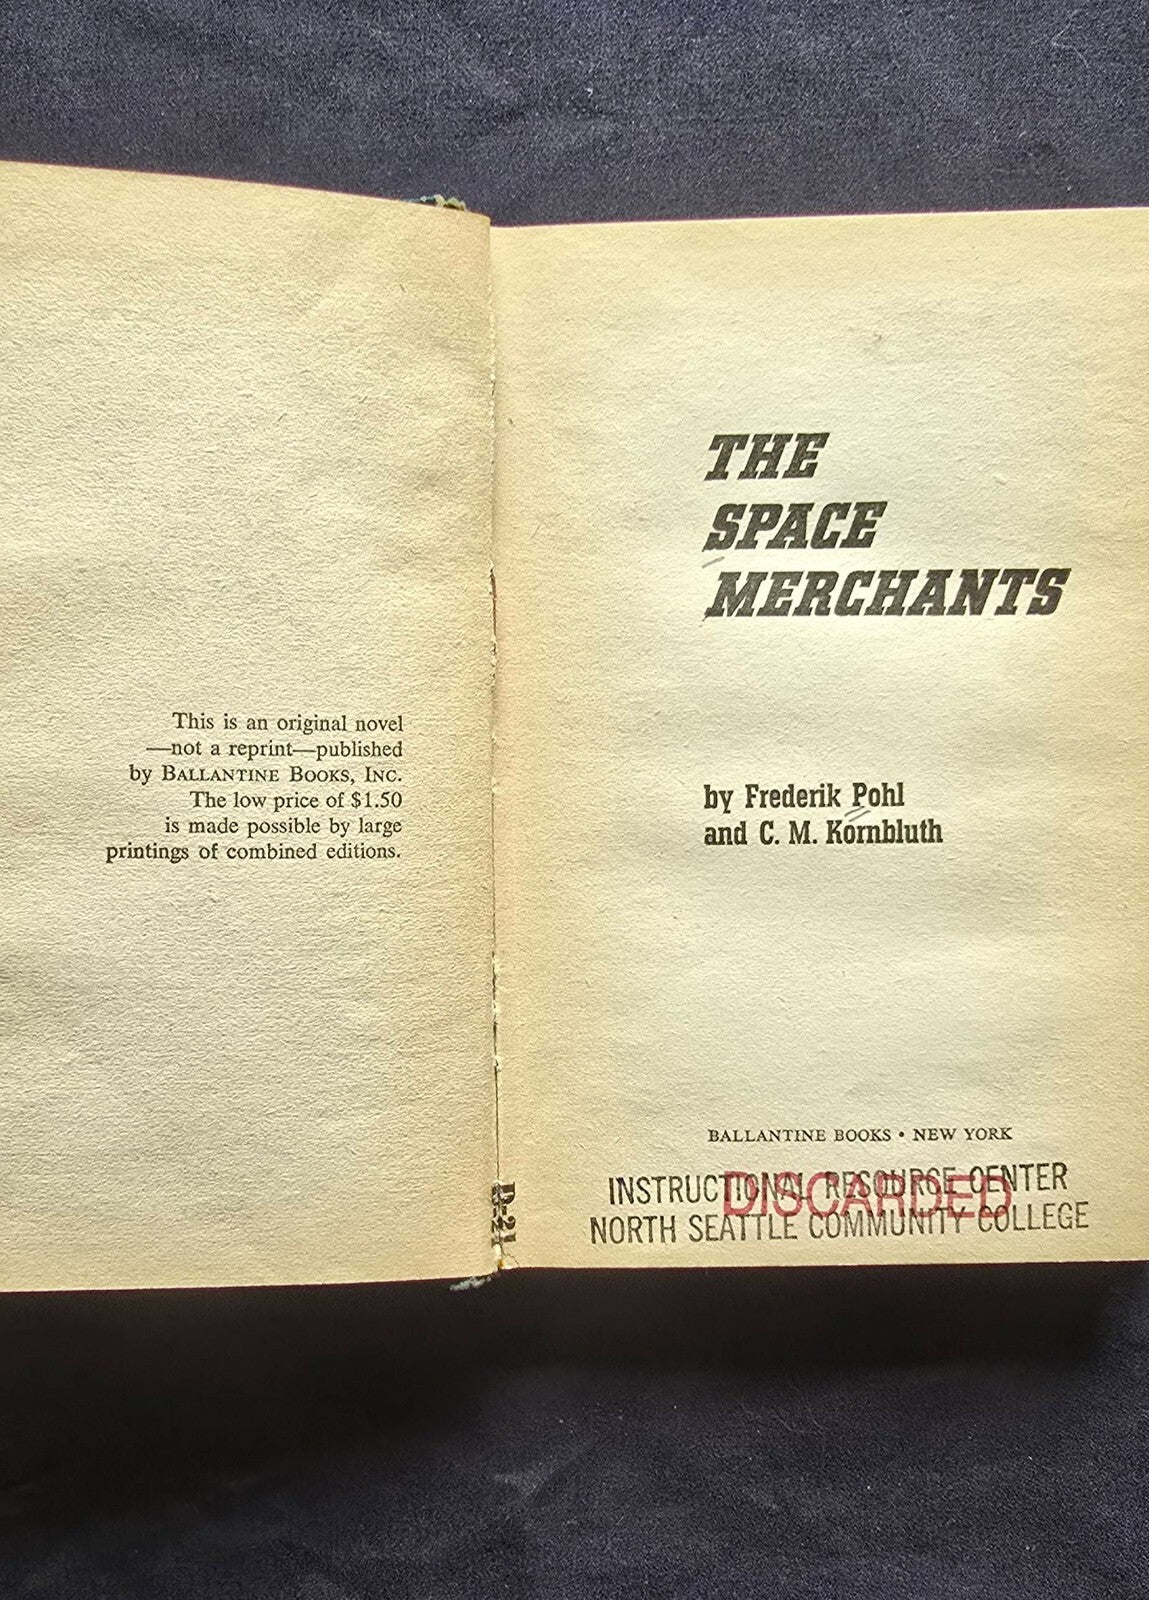 This is an original novel
—not a reprint—published
by BALLANTINE BOOKS, INC.
The low price of $1.50
is made possible by large
printings of combined editions.
THE
SPACE
MERCHANTS
by Frederik Pohl
and C. M. Kornbluth
BALLANTINE BOOKS • NEW YORK
INSTRUCTIONAL RESOURCE CENTER
DISCARDED
NORTH SEATTLE COMMUNITY COLLEGE